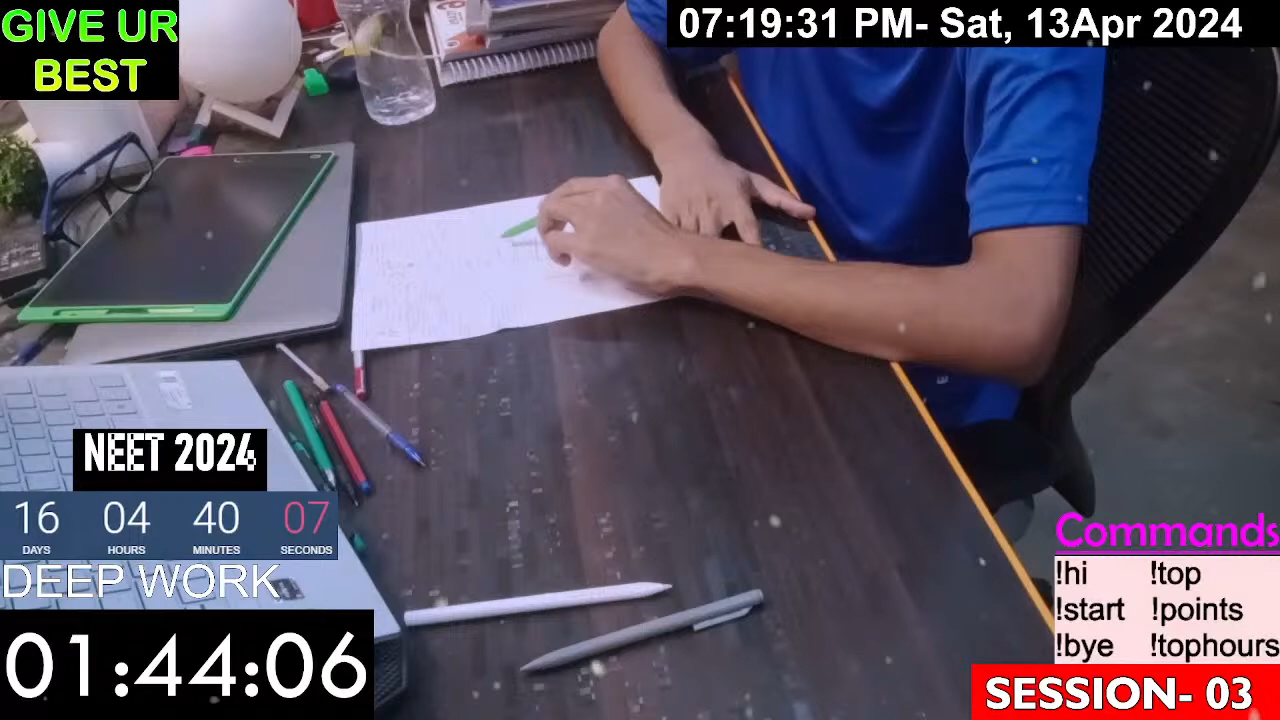 GIVE UR
BEST
07:19:31 PM- Sat, 13Apr 2024
NEET 2024
16 04 40 07
DAYS HOURS MINUTES SECONDS
DEEP WORK
01:44:06
Commands
!hi !top
!start !points
!bye !tophours
SESSION- 03